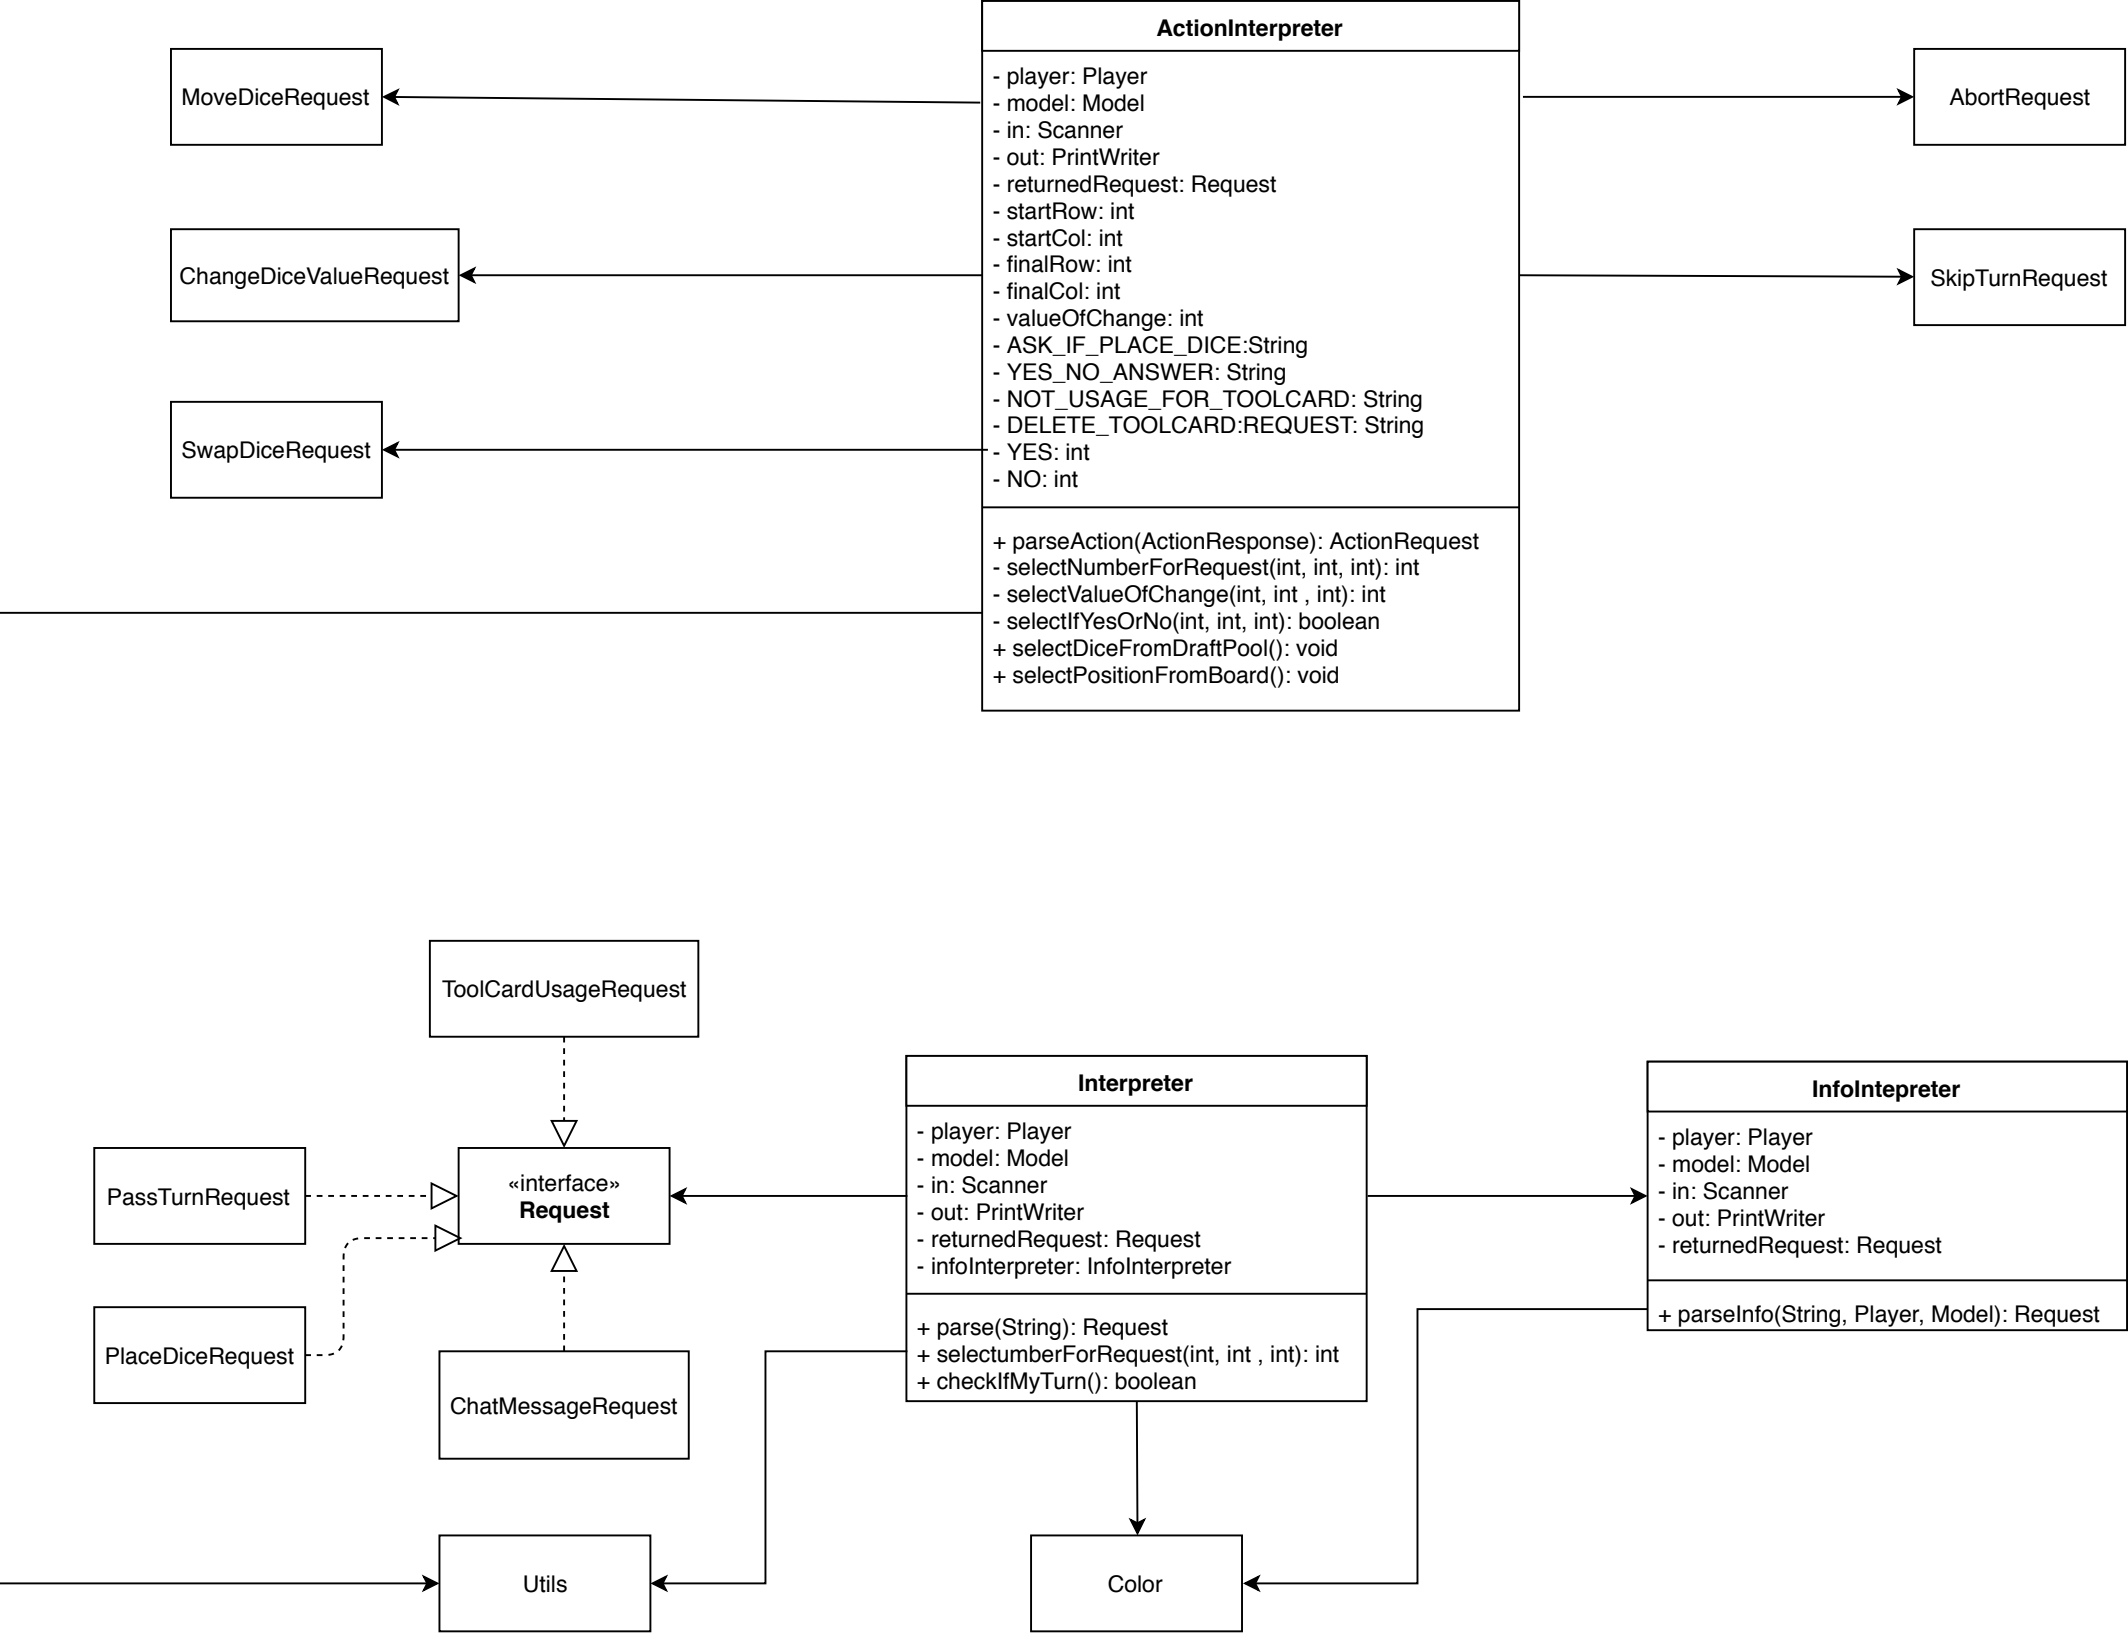 ActionInterpreter
- player: Player
- model: Model
- in: Scanner
- out: PrintWriter
- returnedRequest: Request
- startRow: int
- startCol: int
- finalRow: int
- finalCol: int
- valueOfChange: int
- ASK_IF_PLACE_DICE:String
- YES_NO_ANSWER: String
- NOT_USAGE_FOR_TOOLCARD: String
- DELETE_TOOLCARD:REQUEST: String
- YES: int
- NO: int
+ parseAction(ActionResponse): ActionRequest
- selectNumberForRequest(int, int, int): int
- selectValueOfChange(int, int , int): int
- selectIfYesOrNo(int, int, int): boolean
+ selectDiceFromDraftPool(): void
+ selectPositionFromBoard(): void
MoveDiceRequest
ChangeDiceValueRequest
SwapDiceRequest
AbortRequest
SkipTurnRequest
ToolCardUsageRequest
PassTurnRequest
«interface»
Request
PlaceDiceRequest
ChatMessageRequest
Interpreter
- player: Player
- model: Model
- in: Scanner
- out: PrintWriter
- returnedRequest: Request
- infoInterpreter: InfoInterpreter
+ parse(String): Request
+ selectumberForRequest(int, int , int): int
+ checkIfMyTurn(): boolean
InfoIntepreter
- player: Player
- model: Model
- in: Scanner
- out: PrintWriter
- returnedRequest: Request
+ parseInfo(String, Player, Model): Request
Utils
Color